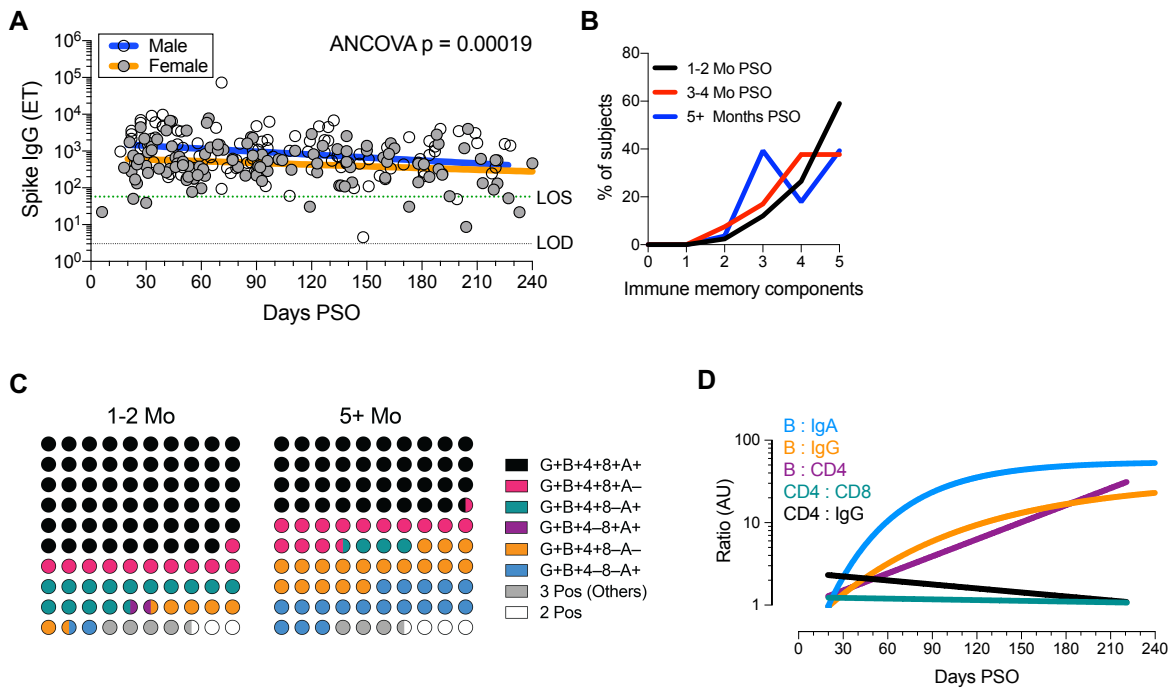 A
ANCOVA p = 0.00019
Male
Female
10⁶
10⁵
10⁴
10³
10²
10¹
10⁰
Spike IgG (ET)
LOS
LOD
0 30 60 90 120 150 180 210 240
Days PSO
B
1-2 Mo PSO
3-4 Mo PSO
5+ Months PSO
80
60
40
20
0
% of subjects
0 1 2 3 4 5
Immune memory components
C
1-2 Mo
5+ Mo
G+B+4+8+A+
G+B+4+8+A–
G+B+4+8–A+
G+B+4–8+A+
G+B+4+8–A–
G+B+4–8–A+
3 Pos (Others)
2 Pos
D
B : IgA
B : IgG
B : CD4
CD4 : CD8
CD4 : IgG
100
10
1
Ratio (AU)
0 30 60 90 120 150 180 210 240
Days PSO